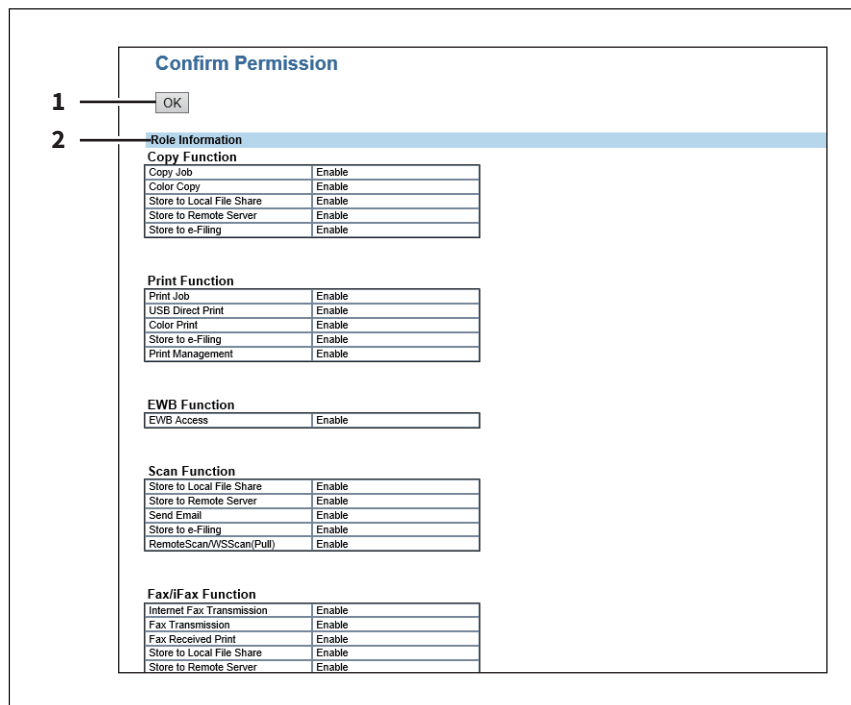 Confirm Permission
1 OK
2 Role Information
Copy Function
Copy Job Enable
Color Copy Enable
Store to Local File Share Enable
Store to Remote Server Enable
Store to e-Filing Enable
Print Function
Print Job Enable
USB Direct Print Enable
Color Print Enable
Store to e-Filing Enable
Print Management Enable
EWB Function
EWB Access Enable
Scan Function
Store to Local File Share Enable
Store to Remote Server Enable
Send Email Enable
Store to e-Filing Enable
RemoteScan/WSScan(Pull) Enable
Fax/iFax Function
Internet Fax Transmission Enable
Fax Transmission Enable
Fax Received Print Enable
Store to Local File Share Enable
Store to Remote Server Enable